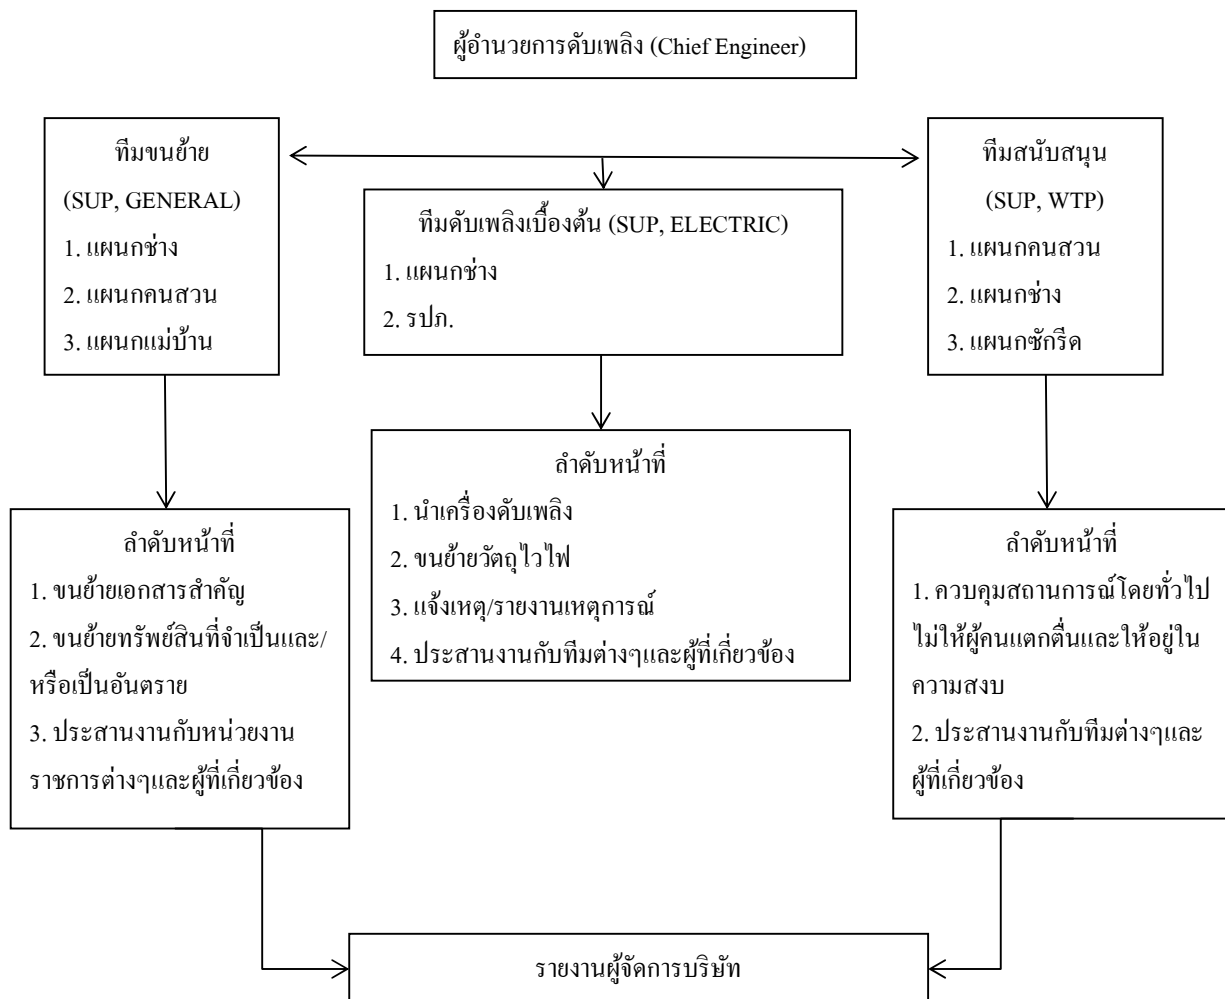 ผู้อำนวยการดับเพลิง (Chief Engineer)
ทีมขนย้าย
(SUP, GENERAL)
1. แผนกช่าง
2. แผนกคนสวน
3. แผนกแม่บ้าน
ทีมดับเพลิงเบื้องต้น (SUP, ELECTRIC)
1. แผนกช่าง
2. รปภ.
ทีมสนับสนุน
(SUP, WTP)
1. แผนกคนสวน
2. แผนกช่าง
3. แผนกซักรีด
ลำดับหน้าที่
1. ขนย้ายเอกสารสำคัญ
2. ขนย้ายทรัพย์สินที่จำเป็นและ/
หรือเป็นอันตราย
3. ประสานงานกับหน่วยงาน
ราชการต่างๆและผู้ที่เกี่ยวข้อง
ลำดับหน้าที่
1. นำเครื่องดับเพลิง
2. ขนย้ายวัตถุไวไฟ
3. แจ้งเหตุ/รายงานเหตุการณ์
4. ประสานงานกับทีมต่างๆและผู้ที่เกี่ยวข้อง
ลำดับหน้าที่
1. ควบคุมสถานการณ์โดยทั่วไป
ไม่ให้ผู้คนแตกตื่นและให้อยู่ใน
ความสงบ
2. ประสานงานกับทีมต่างๆและ
ผู้ที่เกี่ยวข้อง
รายงานผู้จัดการบริษัท